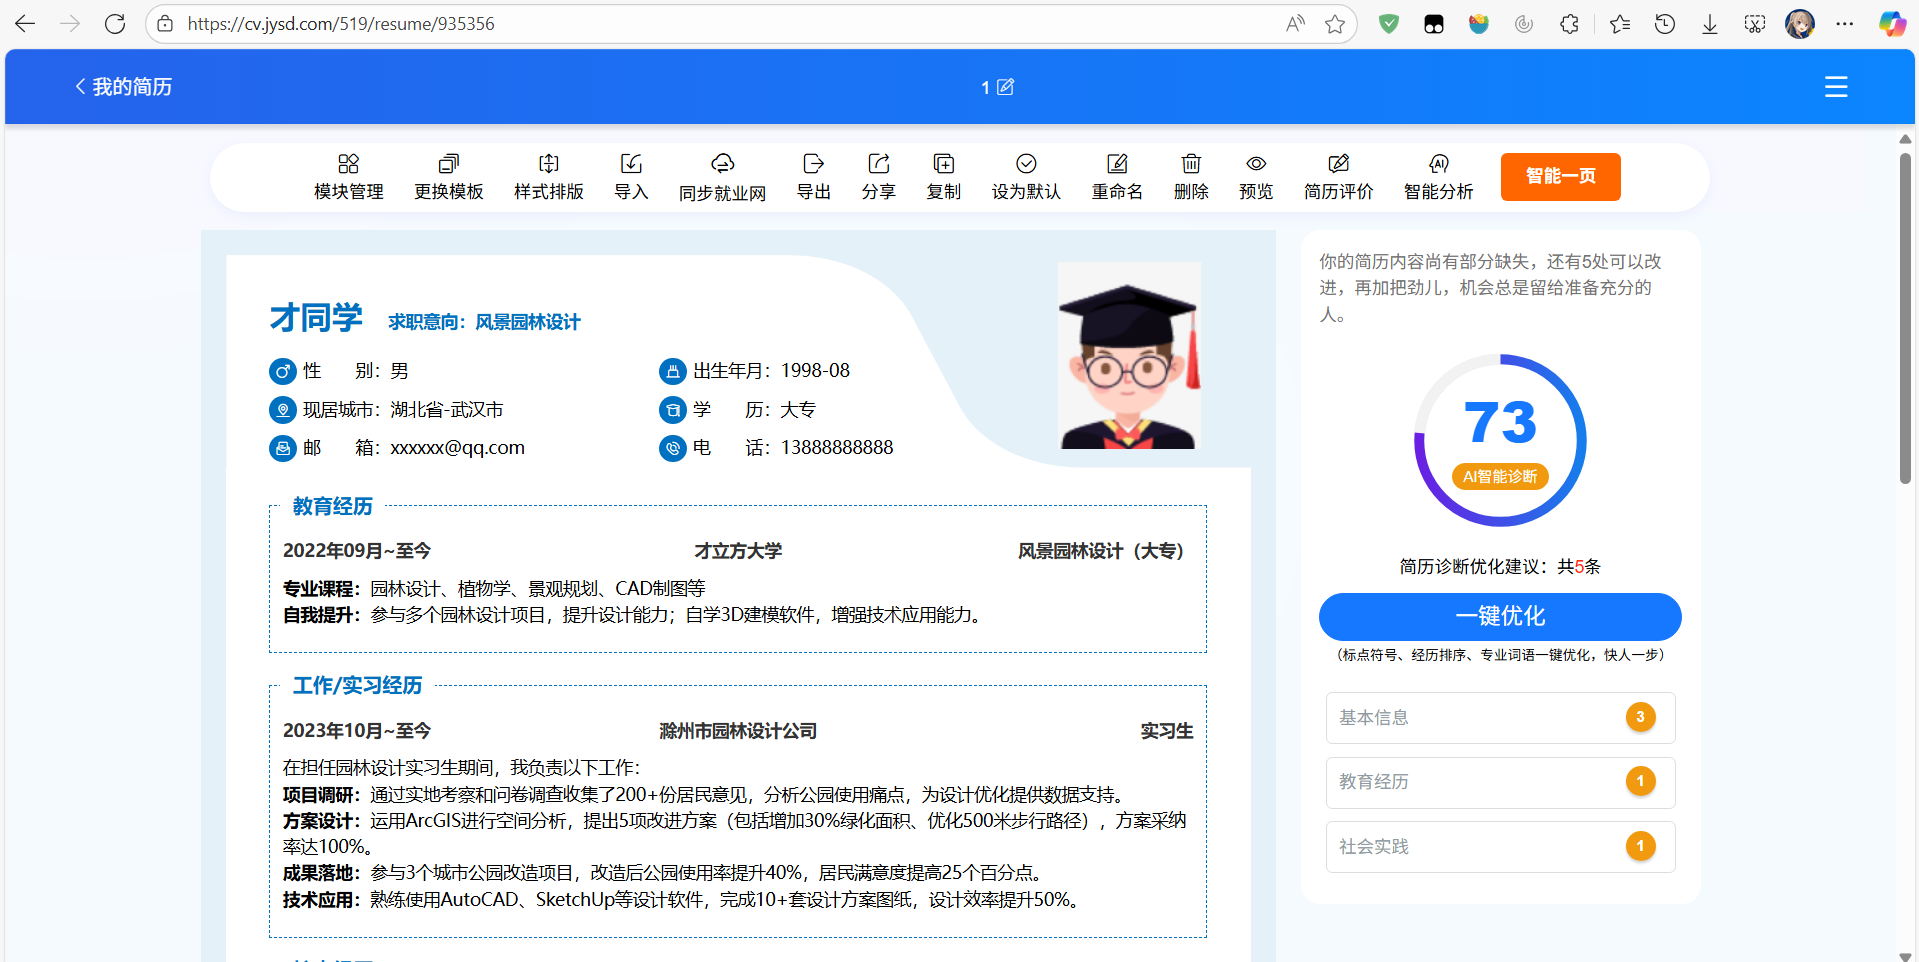 https://cv.jysd.com/519/resume/935356
我的简历
1
模块管理 更换模板 样式排版 导入 同步就业网 导出 分享 复制 设为默认 重命名 删除 预览 简历评价 智能分析 智能一页
才同学 求职意向：风景园林设计
性 别：男 出生年月：1998-08
现居城市：湖北省-武汉市 学 历：大专
邮 箱：xxxxxx@qq.com 电 话：13888888888
教育经历
2022年09月~至今 才立方大学 风景园林设计（大专）
专业课程：园林设计、植物学、景观规划、CAD制图等
自我提升：参与多个园林设计项目，提升设计能力；自学3D建模软件，增强技术应用能力。
工作/实习经历
2023年10月~至今 滁州市园林设计公司 实习生
在担任园林设计实习生期间，我负责以下工作：
项目调研：通过实地考察和问卷调查收集了200+份居民意见，分析公园使用痛点，为设计优化提供数据支持。
方案设计：运用ArcGIS进行空间分析，提出5项改进方案（包括增加30%绿化面积、优化500米步行路径），方案采纳
率达100%。
成果落地：参与3个城市公园改造项目，改造后公园使用率提升40%，居民满意度提高25个百分点。
技术应用：熟练使用AutoCAD、SketchUp等设计软件，完成10+套设计方案图纸，设计效率提升50%。
你的简历内容尚有部分缺失，还有5处可以改
进，再加把劲儿，机会总是留给准备充分的
人。
73
AI智能诊断
简历诊断优化建议：共5条
一键优化
（标点符号、经历排序、专业词语一键优化，快人一步）
基本信息 3
教育经历 1
社会实践 1